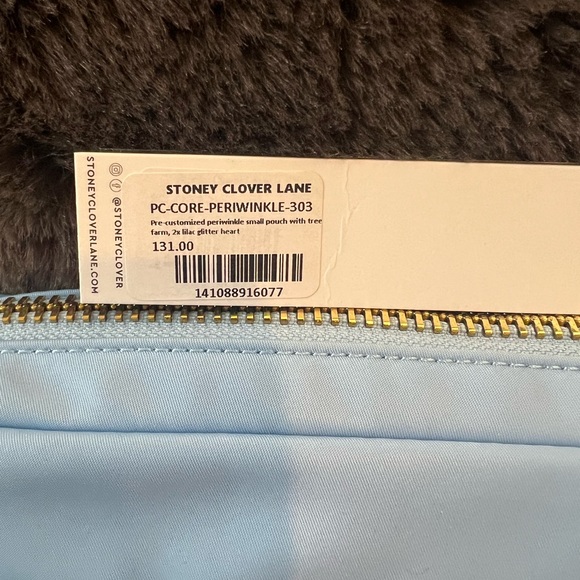 STONEYCLOVERLANE.COM
@STONEYCLOVER
STONEY CLOVER LANE
PC-CORE-PERIWINKLE-303
Pre-customized periwinkle small pouch with tree
farm, 2x lilac glitter heart
131.00
141088916077